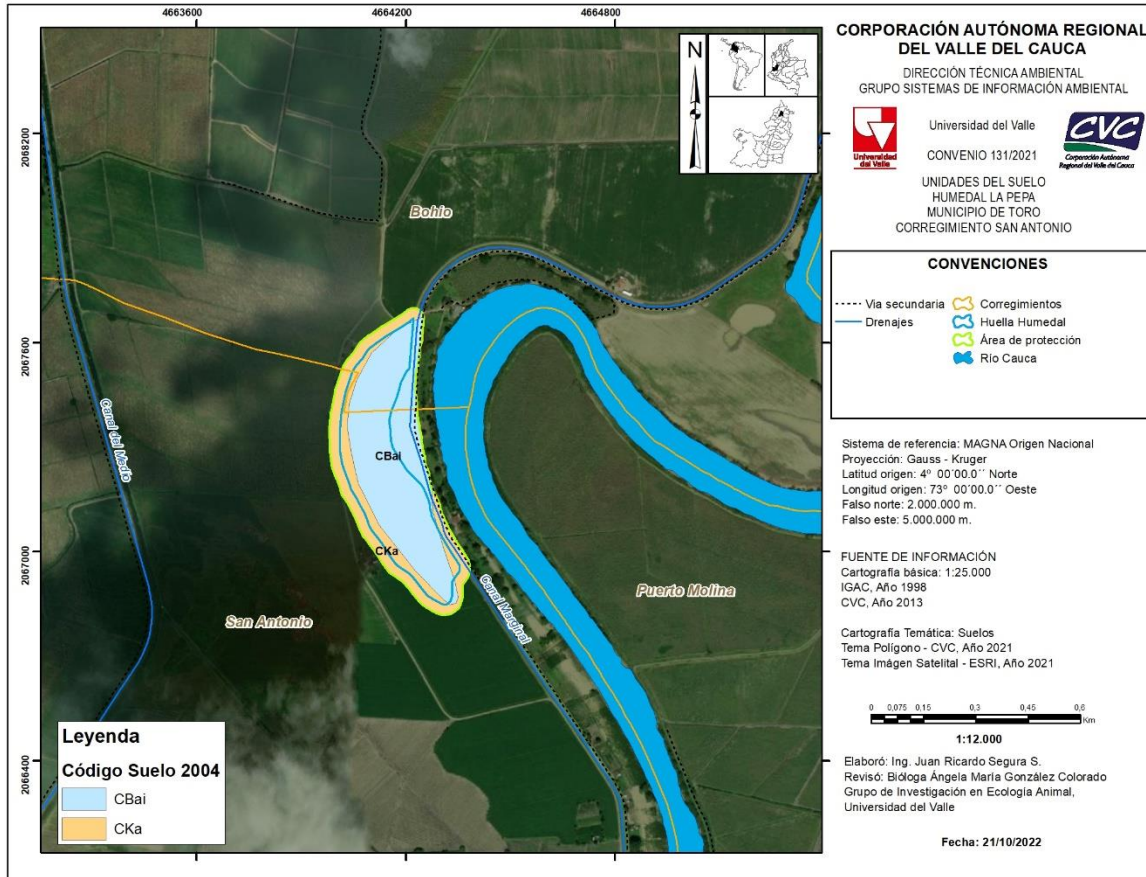 4663600
4664200
4664800
2068200
2067600
2067000
2066400
N
Bohío
Canal del Medio
CBai
CKa
San Antonio
Canal Marginal
Puerto Molina
Leyenda
Código Suelo 2004
CBai
CKa
CORPORACIÓN AUTÓNOMA REGIONAL
DEL VALLE DEL CAUCA
DIRECCIÓN TÉCNICA AMBIENTAL
GRUPO SISTEMAS DE INFORMACIÓN AMBIENTAL
Universidad
del Valle
Universidad del Valle
CONVENIO 131/2021
CVC
Corporación Autónoma
Regional del Valle del Cauca
UNIDADES DEL SUELO
HUMEDAL LA PEPA
MUNICIPIO DE TORO
CORREGIMIENTO SAN ANTONIO
CONVENCIONES
Via secundaria
Drenajes
Corregimientos
Huella Humedal
Área de protección
Río Cauca
Sistema de referencia: MAGNA Origen Nacional
Proyección: Gauss - Kruger
Latitud origen: 4º 00'00.0'' Norte
Longitud origen: 73º 00'00.0'' Oeste
Falso norte: 2.000.000 m.
Falso este: 5.000.000 m.
FUENTE DE INFORMACIÓN
Cartografía básica: 1:25.000
IGAC, Año 1998
CVC, Año 2013
Cartografía Temática: Suelos
Tema Polígono - CVC, Año 2021
Tema Imágen Satelital - ESRI, Año 2021
0 0,075 0,15 0,3 0,45 0,6
Km
1:12.000
Elaboró: Ing. Juan Ricardo Segura S.
Revisó: Bióloga Ángela María González Colorado
Grupo de Investigación en Ecología Animal,
Universidad del Valle
Fecha: 21/10/2022